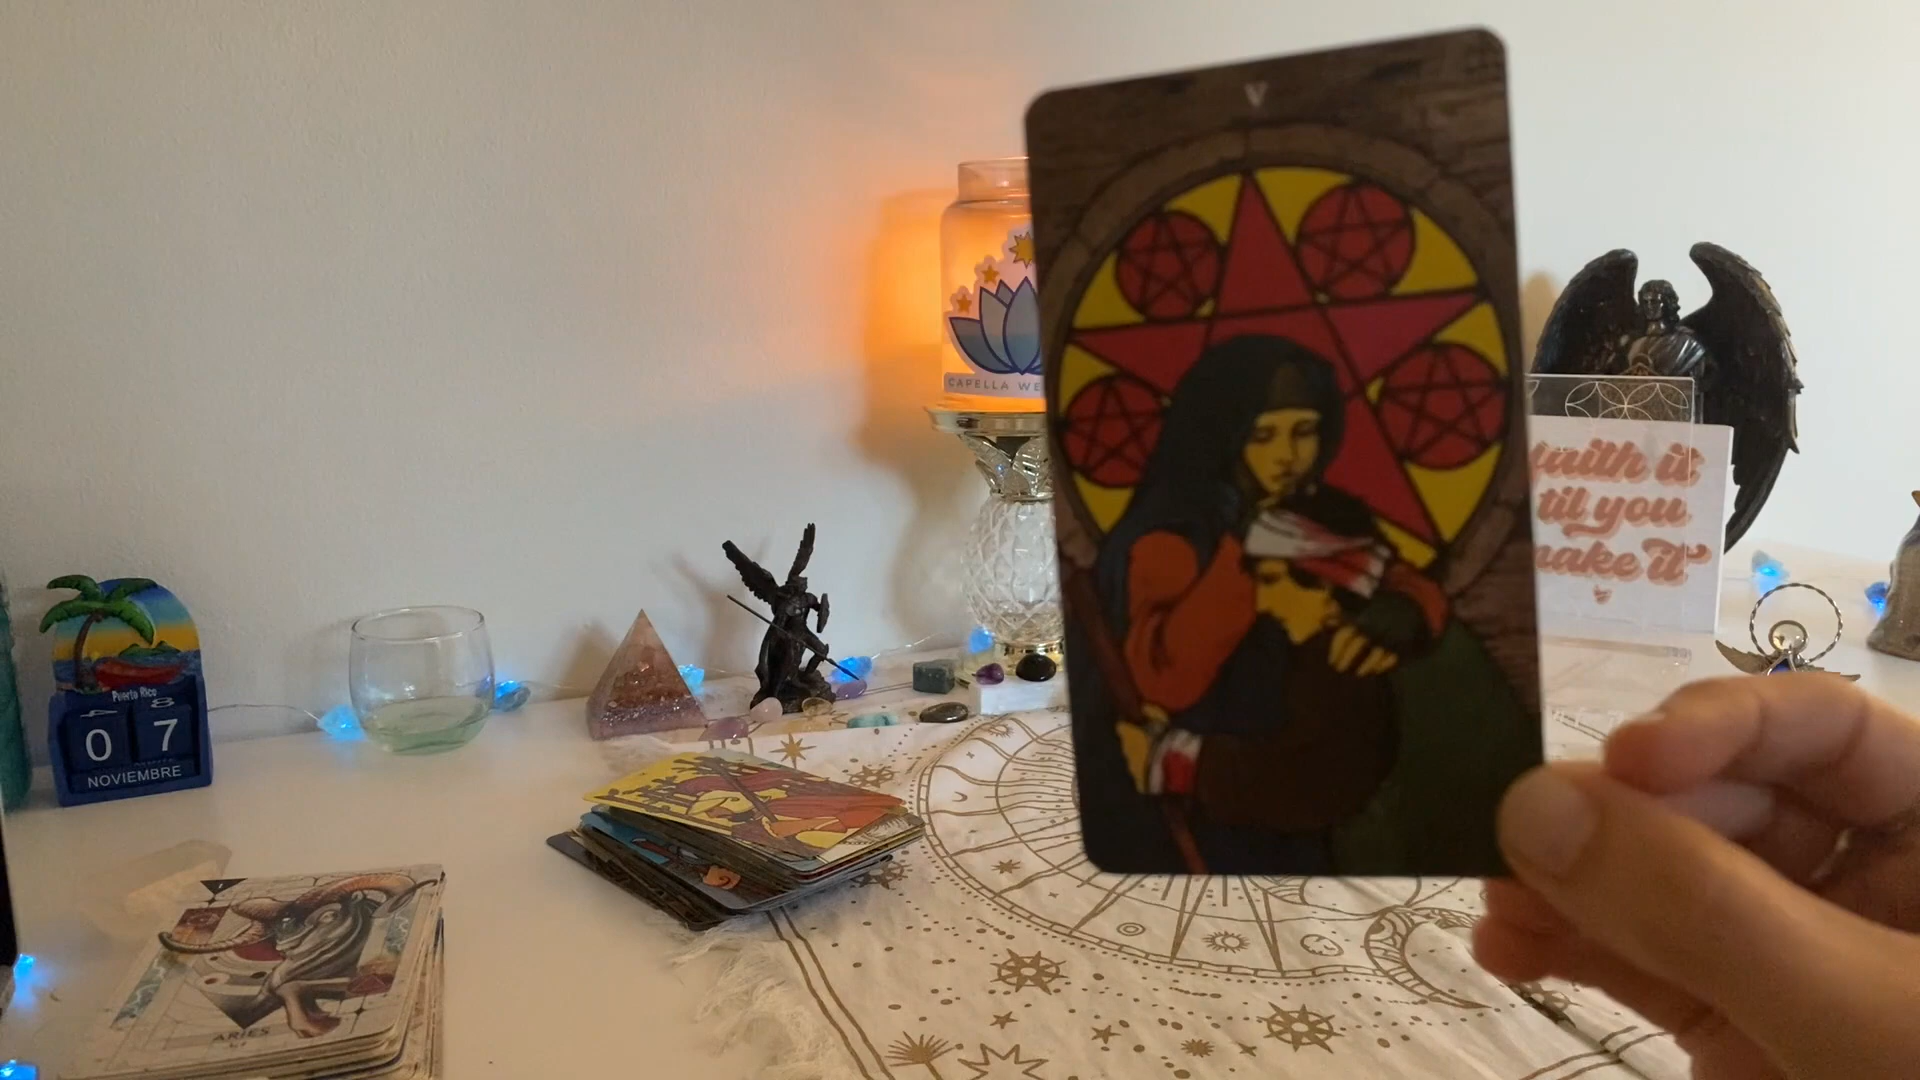 V
CAPELLA WE
faith it
'til you
make it
Puerto Rico
0 7
NOVIEMBRE
ARIES